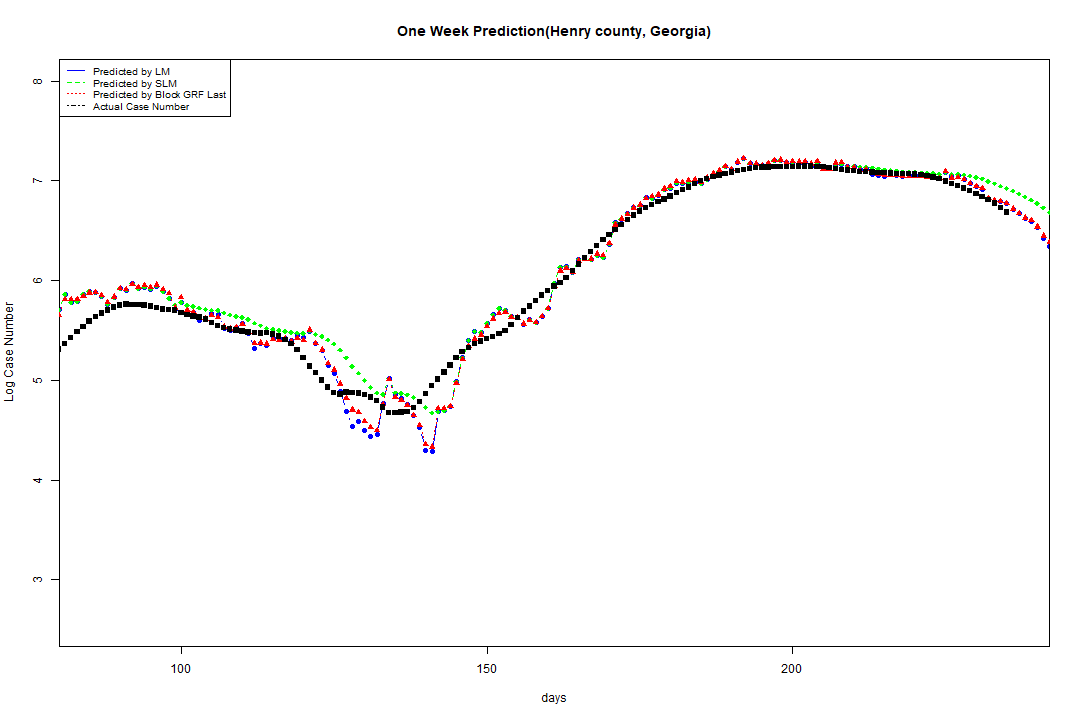 One Week Prediction(Henry county, Georgia)
Predicted by LM
Predicted by SLM
Predicted by Block GRF Last
Actual Case Number
8
7
6
5
4
3
Log Case Number
100
150
200
days